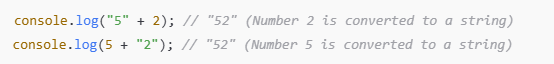 console.log("5" + 2); // "52" (Number 2 is converted to a string)
console.log(5 + "2"); // "52" (Number 5 is converted to a string)